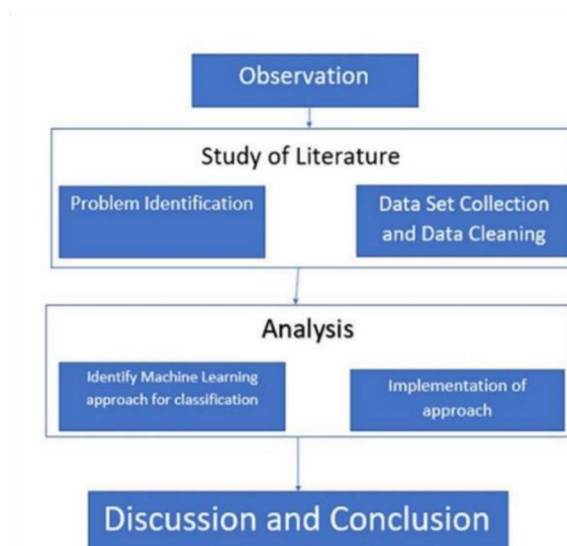 Observation
Study of Literature
Problem Identification
Data Set Collection
and Data Cleaning
Analysis
Identify Machine Learning
approach for classification
Implementation of
approach
Discussion and Conclusion